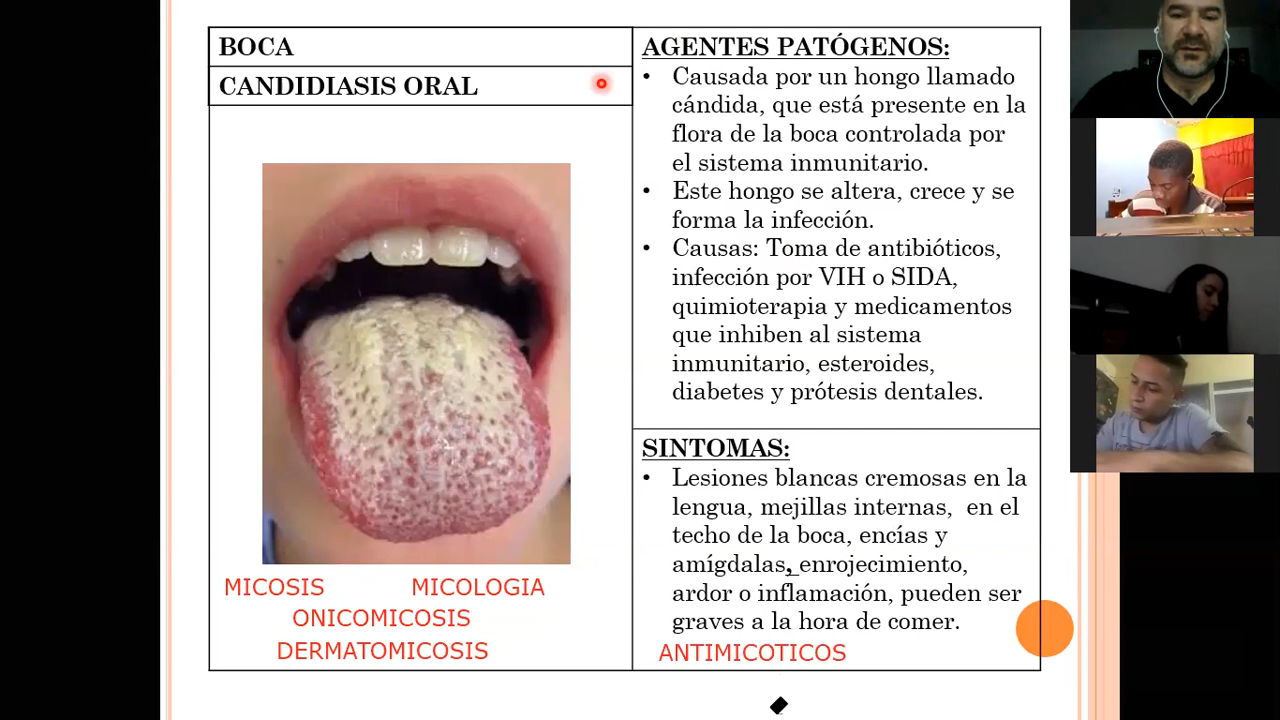 BOCA
CANDIDIASIS ORAL
MICOSIS MICOLOGIA
ONICOMICOSIS
DERMATOMICOSIS
AGENTES PATÓGENOS:
• Causada por un hongo llamado
cándida, que está presente en la
flora de la boca controlada por
el sistema inmunitario.
• Este hongo se altera, crece y se
forma la infección.
• Causas: Toma de antibióticos,
infección por VIH o SIDA,
quimioterapia y medicamentos
que inhiben al sistema
inmunitario, esteroides,
diabetes y prótesis dentales.
SINTOMAS:
• Lesiones blancas cremosas en la
lengua, mejillas internas, en el
techo de la boca, encías y
amígdalas, enrojecimiento,
ardor o inflamación, pueden ser
graves a la hora de comer.
ANTIMICOTICOS